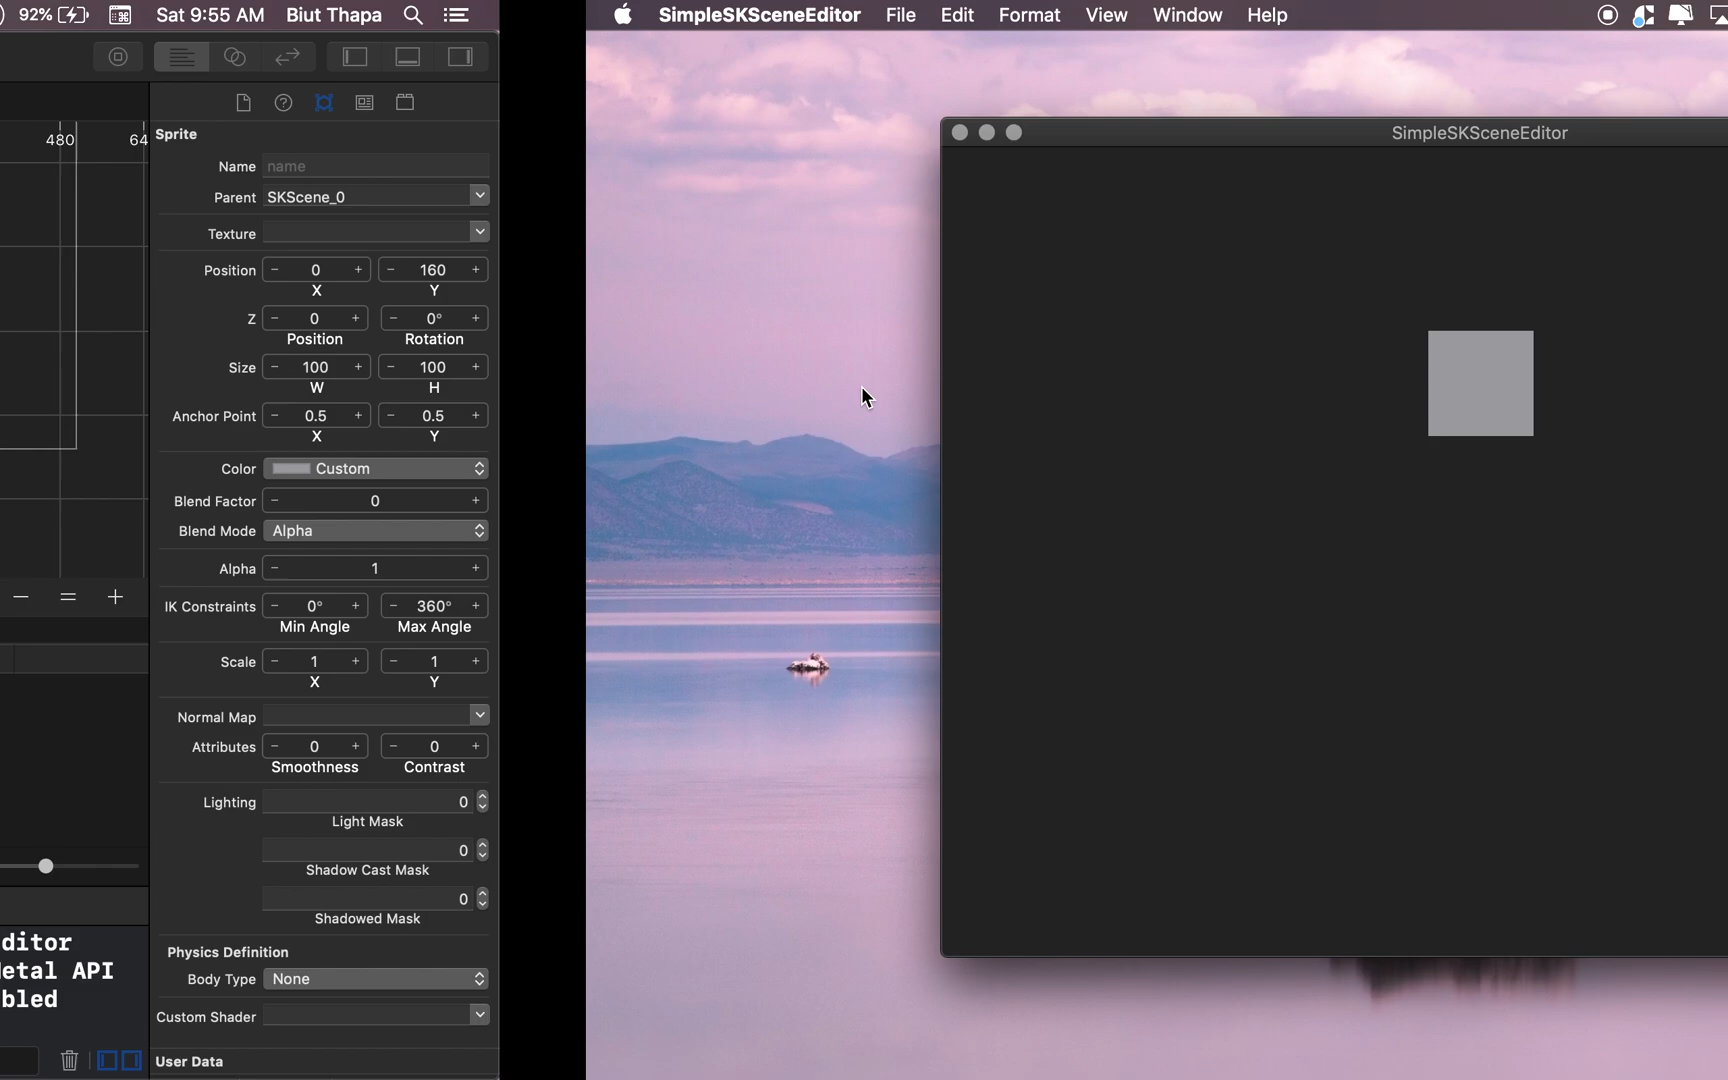 92%
Sat 9:55 AM
Biut Thapa
SimpleSKSceneEditor
File
Edit
Format
View
Window
Help
SimpleSKSceneEditor
480
64
Sprite
Name name
Parent SKScene_0
Texture
Position - 0 + - 160 +
X Y
Z - 0 + - 0° +
Position Rotation
Size - 100 + - 100 +
W H
Anchor Point - 0.5 + - 0.5 +
X Y
Color Custom
Blend Factor - 0 +
Blend Mode Alpha
Alpha - 1 +
IK Constraints - 0° + - 360° +
Min Angle Max Angle
Scale - 1 + - 1 +
X Y
Normal Map
Attributes - 0 + - 0 +
Smoothness Contrast
Lighting 0
Light Mask
0
Shadow Cast Mask
0
Shadowed Mask
Physics Definition
Body Type None
Custom Shader
User Data
ditor
etal API
bled